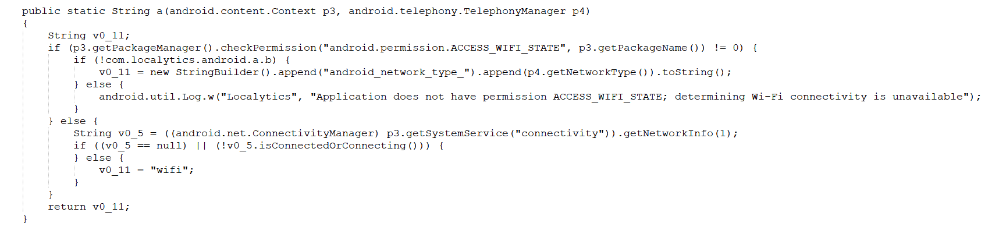 public static String a(android.content.Context p3, android.telephony.TelephonyManager p4)
{
    String v0_11;
    if (p3.getPackageManager().checkPermission("android.permission.ACCESS_WIFI_STATE", p3.getPackageName()) != 0) {
        if (!com.localytics.android.a.b) {
            v0_11 = new StringBuilder().append("android_network_type_").append(p4.getNetworkType()).toString();
        } else {
            android.util.Log.w("Localytics", "Application does not have permission ACCESS_WIFI_STATE; determining Wi-Fi connectivity is unavailable");
        }
    } else {
        String v0_5 = ((android.net.ConnectivityManager) p3.getSystemService("connectivity")).getNetworkInfo(1);
        if ((v0_5 == null) || (!v0_5.isConnectedOrConnecting())) {
        } else {
            v0_11 = "wifi";
        }
    }
    return v0_11;
}